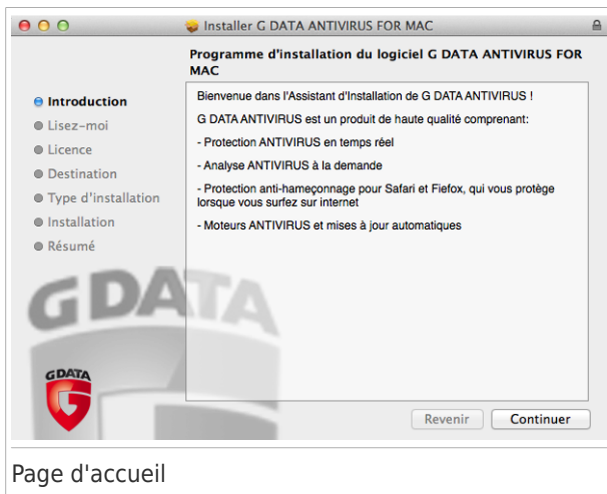 Installer G DATA ANTIVIRUS FOR MAC
Programme d'installation du logiciel G DATA ANTIVIRUS FOR
MAC
Introduction
Lisez-moi
Licence
Destination
Type d'installation
Installation
Résumé
Bienvenue dans l'Assistant d'Installation de G DATA ANTIVIRUS !
G DATA ANTIVIRUS est un produit de haute qualité comprenant:
- Protection ANTIVIRUS en temps réel
- Analyse ANTIVIRUS à la demande
- Protection anti-hameçonnage pour Safari et Fiefox, qui vous protège
lorsque vous surfez sur internet
- Moteurs ANTIVIRUS et mises à jour automatiques
GDATA
GDATA
Revenir
Continuer
Page d'accueil